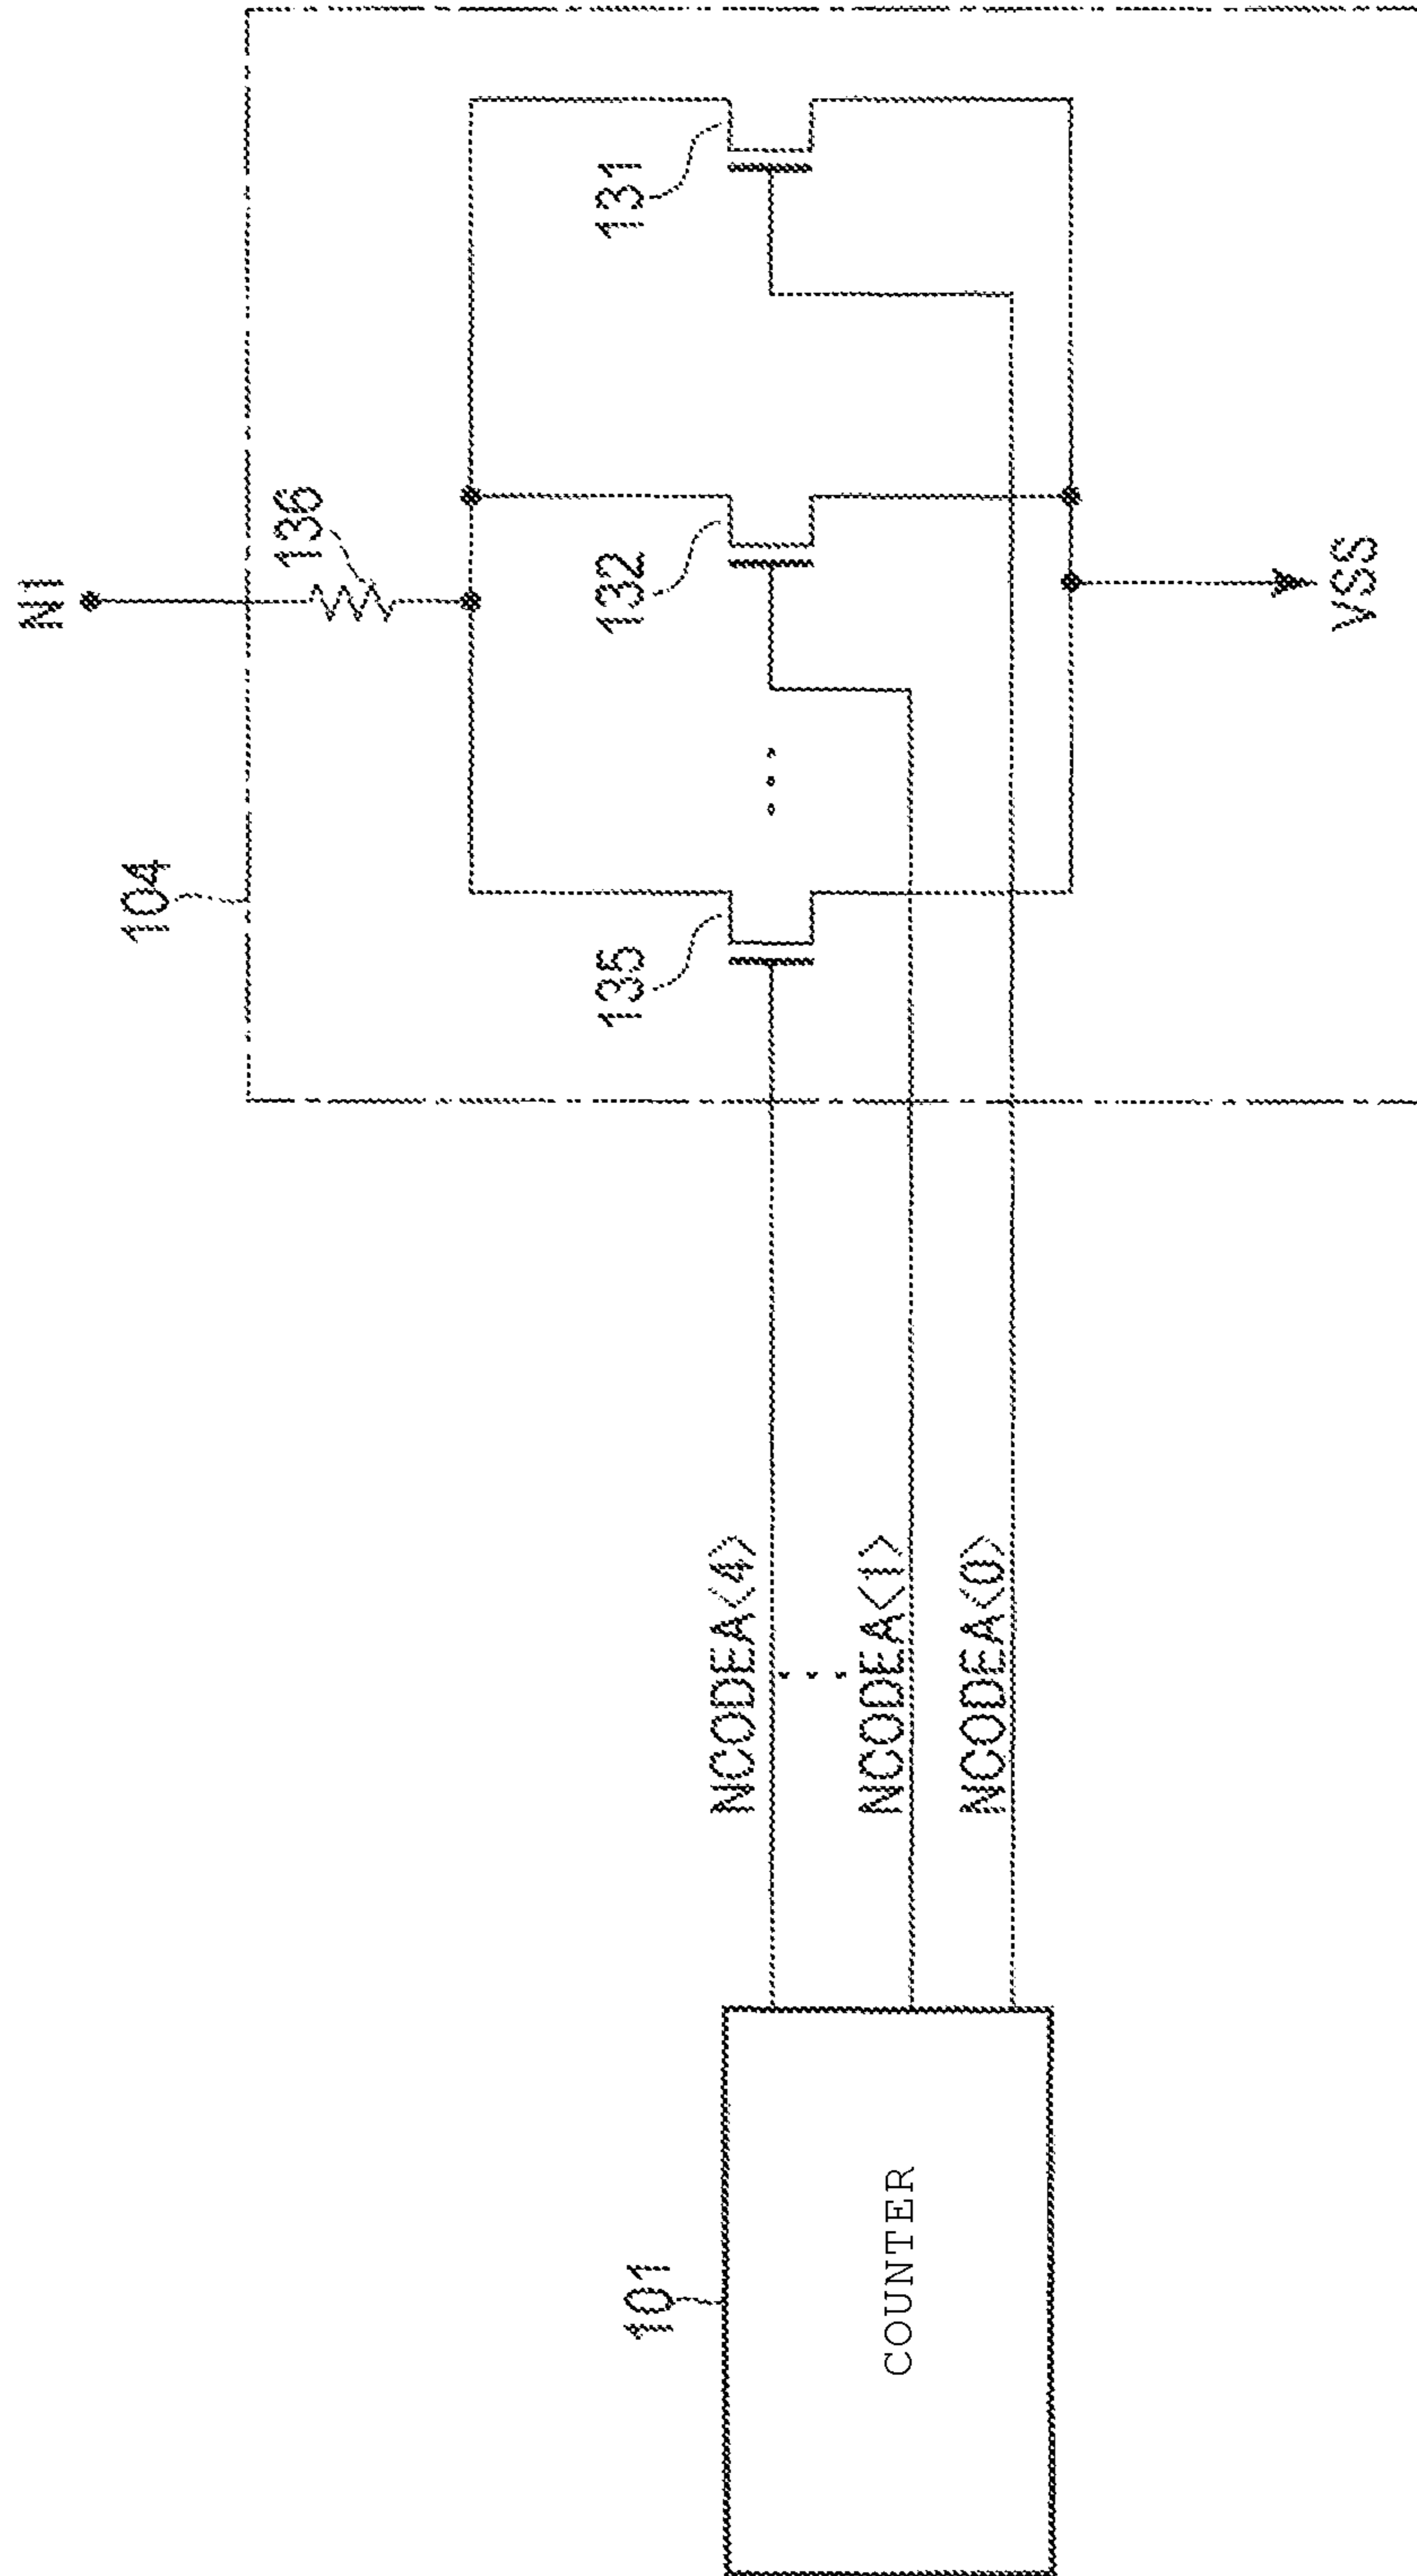 N1
104
136
135
132
131
NCODEA<4>
NCODEA<1>
NCODEA<0>
101
COUNTER
VSS